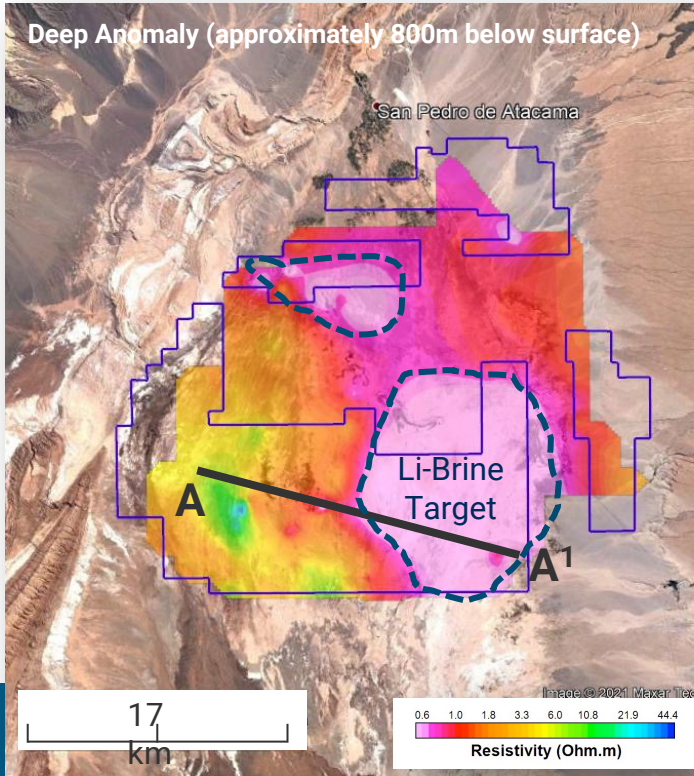 Deep Anomaly (approximately 800m below surface)
San Pedro de Atacama
Li-Brine
Target
A
A¹
Image © 2021 Maxar Tec
17
km
0.6 1.0 1.8 3.3 6.0 10.8 21.9 44.4
Resistivity (Ohm.m)